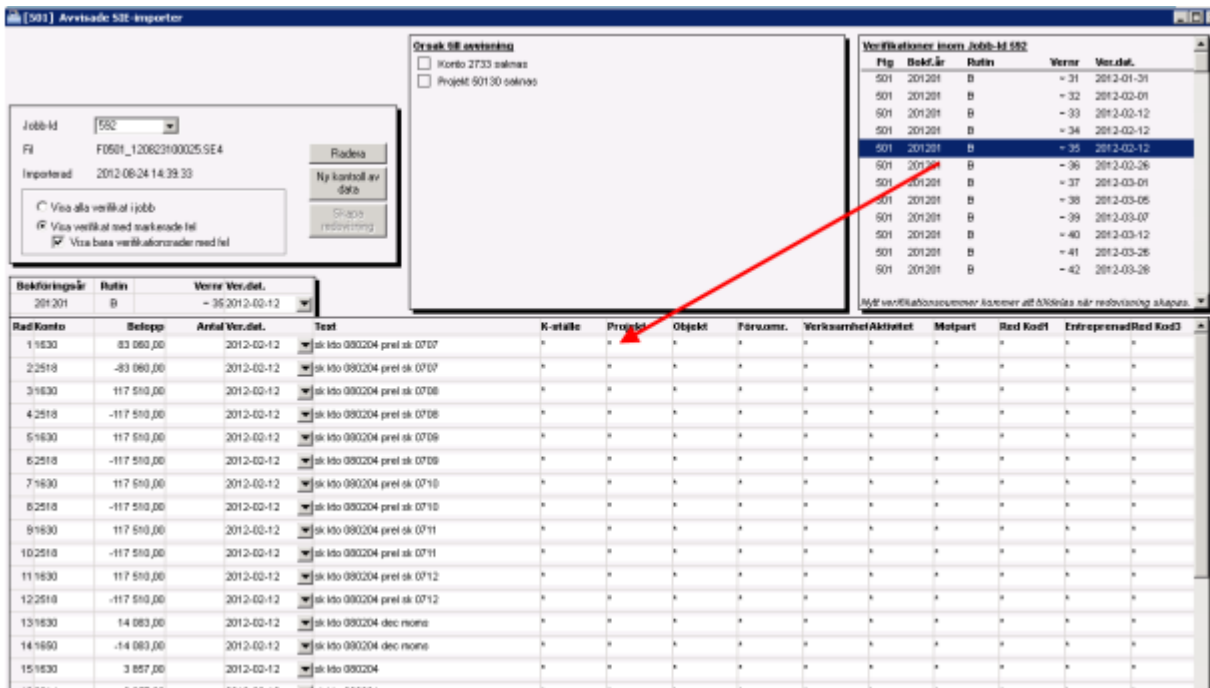 [501] Avvisade SIE-importer
Orsak till avvisning
Konto 2733 saknas
Projekt 50130 saknas
Verifikationer inom Jobb-Id 592
Ftg Bokf.år Rutin Vernr Ver.dat.
501 201201 B - 31 2012-01-31
501 201201 B - 32 2012-02-01
501 201201 B - 33 2012-02-12
501 201201 B - 34 2012-02-12
501 201201 B - 35 2012-02-12
501 201201 B - 36 2012-02-26
501 201201 B - 37 2012-03-01
501 201201 B - 38 2012-03-05
501 201201 B - 39 2012-03-07
501 201201 B - 40 2012-03-12
501 201201 B - 41 2012-03-26
501 201201 B - 42 2012-03-28
Nytt verifikationsnummer kommer att tilldelas när redovisning skapas.
Jobb-Id 592
Fil F0501_120823100025.SE4
Importerad 2012-08-24 14:39.33
Radera
Ny kontroll av data
Skapa redovisning
Visa alla verifikat i jobb
Visa verifikat med markerade fel
Visa bara verifikationsrader med fel
Bokföringsår Rutin Vernr Ver.dat.
201201 B - 35 2012-02-12
Rad Konto Belopp Antal Ver.dat. Text K-ställe Projekt Objekt Förv.omr. Verksamhet Aktivitet Motpart Red Kod1 Entreprenad Red Kod3
1 1630 83 060,00 2012-02-12 sk kto 080204 prel sk 0707 * * * * * * * * * *
2 2518 -83 060,00 2012-02-12 sk kto 080204 prel sk 0707 * * * * * * * * * *
3 1630 117 510,00 2012-02-12 sk kto 080204 prel sk 0708 * * * * * * * * * *
4 2518 -117 510,00 2012-02-12 sk kto 080204 prel sk 0708 * * * * * * * * * *
5 1630 117 510,00 2012-02-12 sk kto 080204 prel sk 0709 * * * * * * * * * *
6 2518 -117 510,00 2012-02-12 sk kto 080204 prel sk 0709 * * * * * * * * * *
7 1630 117 510,00 2012-02-12 sk kto 080204 prel sk 0710 * * * * * * * * * *
8 2518 -117 510,00 2012-02-12 sk kto 080204 prel sk 0710 * * * * * * * * * *
9 1630 117 510,00 2012-02-12 sk kto 080204 prel sk 0711 * * * * * * * * * *
10 2518 -117 510,00 2012-02-12 sk kto 080204 prel sk 0711 * * * * * * * * * *
11 1630 117 510,00 2012-02-12 sk kto 080204 prel sk 0712 * * * * * * * * * *
12 2518 -117 510,00 2012-02-12 sk kto 080204 prel sk 0712 * * * * * * * * * *
13 1630 14 083,00 2012-02-12 sk kto 080204 dec moms * * * * * * * * * *
14 1650 -14 083,00 2012-02-12 sk kto 080204 dec moms * * * * * * * * * *
15 1630 3 857,00 2012-02-12 sk kto 080204 * * * * * * * * * *